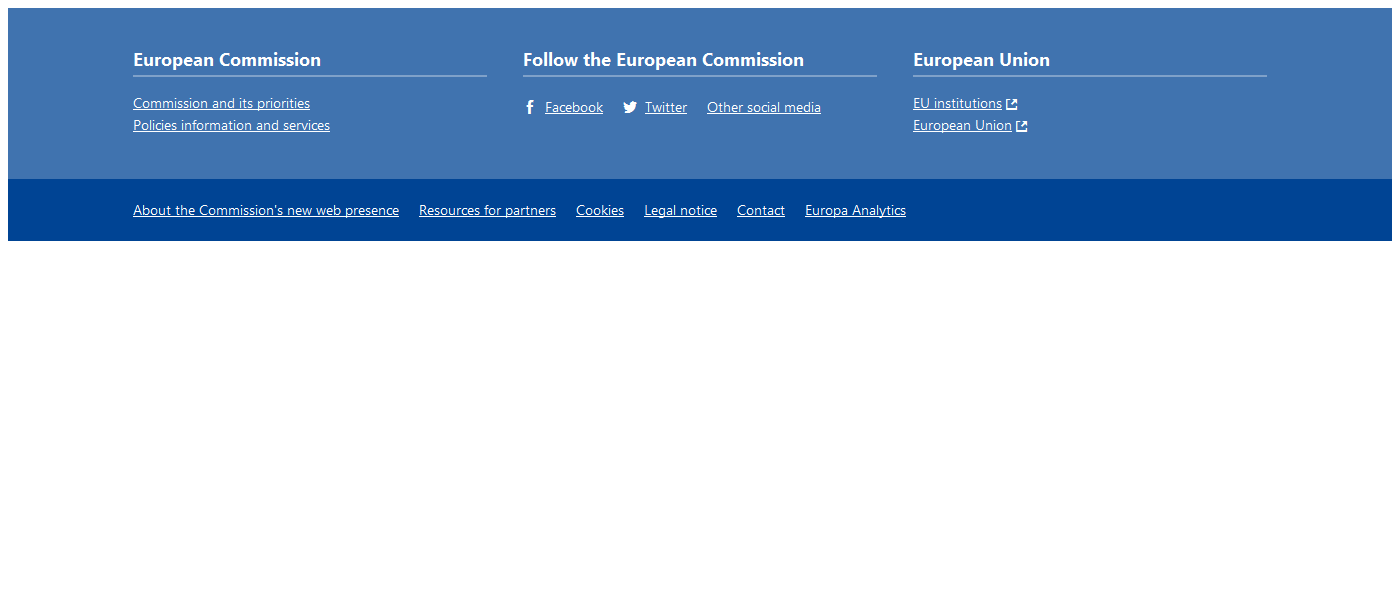 European Commission
Commission and its priorities
Policies information and services
Follow the European Commission
Facebook Twitter Other social media
European Union
EU institutions
European Union
About the Commission's new web presence Resources for partners Cookies Legal notice Contact Europa Analytics